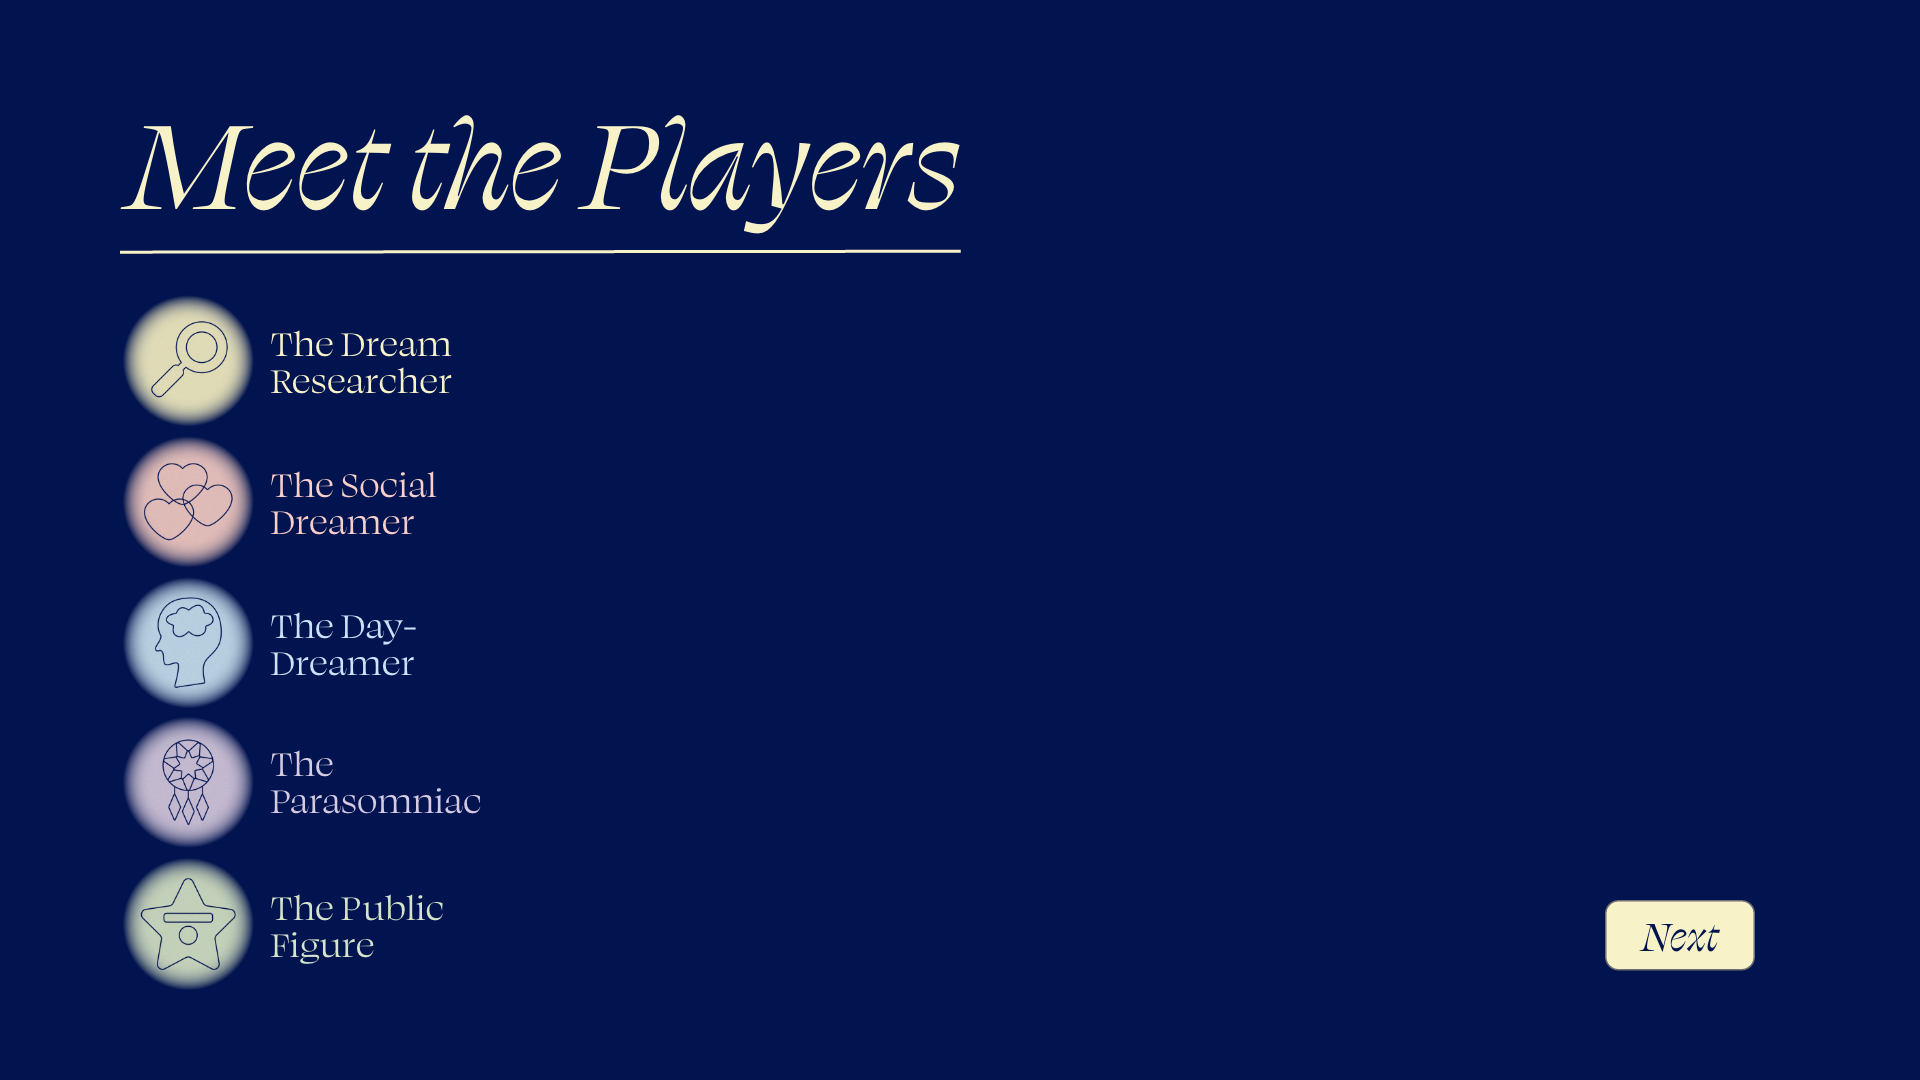 Meet the Players
The Dream
Researcher
The Social
Dreamer
The Day-
Dreamer
The
Parasomniac
The Public
Figure
Next